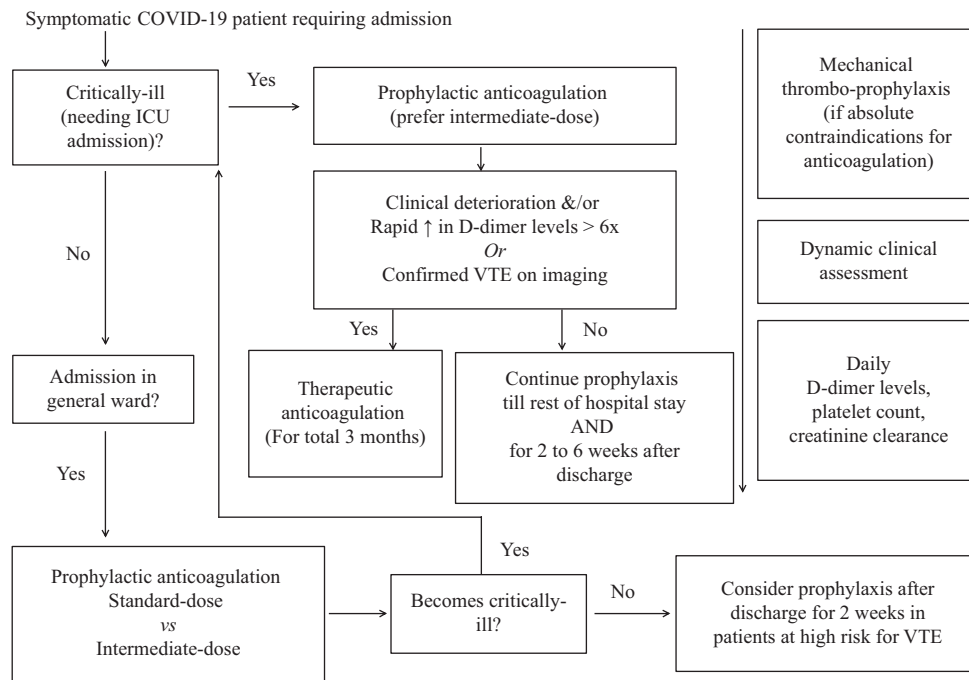 Symptomatic COVID-19 patient requiring admission
Critically-ill
(needing ICU
admission)?
Yes
Prophylactic anticoagulation
(prefer intermediate-dose)
Mechanical
thrombo-prophylaxis
(if absolute
contraindications for
anticoagulation)
Clinical deterioration &/or
Rapid ↑ in D-dimer levels > 6x
Or
Confirmed VTE on imaging
No
Dynamic clinical
assessment
Yes
No
Admission in
general ward?
Therapeutic
anticoagulation
(For total 3 months)
Continue prophylaxis
till rest of hospital stay
AND
for 2 to 6 weeks after
discharge
Daily
D-dimer levels,
platelet count,
creatinine clearance
Yes
Yes
Prophylactic anticoagulation
Standard-dose
vs
Intermediate-dose
Becomes critically-
ill?
No
Consider prophylaxis after
discharge for 2 weeks in
patients at high risk for VTE